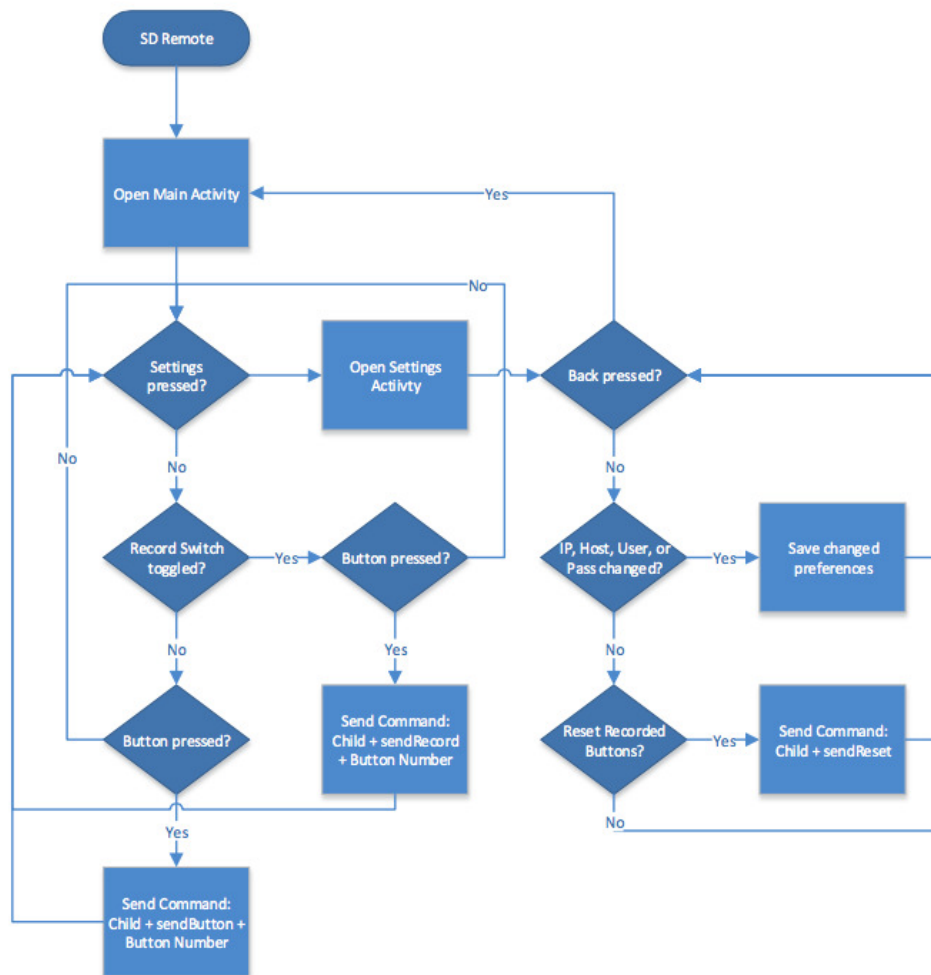 SD Remote
Open Main Activity
Yes
No
Settings
pressed?
Open Settings
Activty
Back pressed?
No
No
No
Record Switch
toggled?
Yes
Button pressed?
IP, Host, User, or
Pass changed?
Yes
Save changed
preferences
No
Yes
No
Button pressed?
Send Command:
Child + sendRecord
+ Button Number
Reset Recorded
Buttons?
Yes
Send Command:
Child + sendReset
Yes
No
Send Command:
Child + sendButton +
Button Number